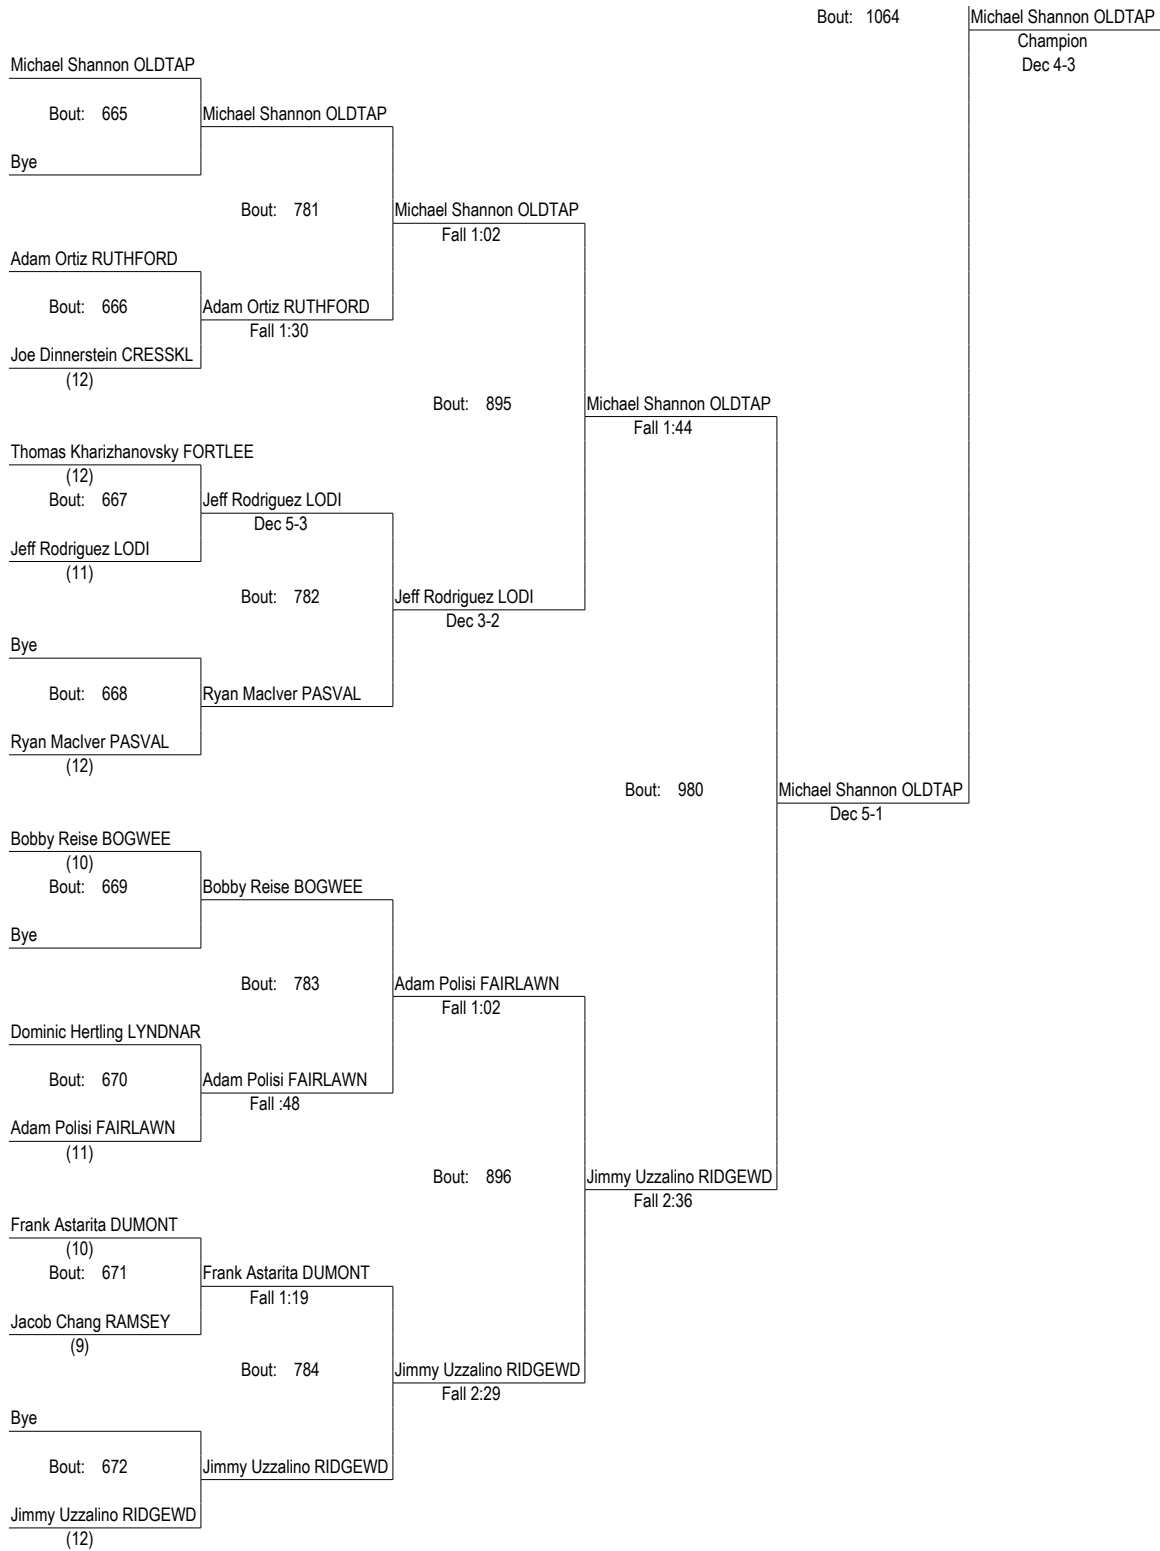 Bout: 1064
Michael Shannon OLDTAP
Champion
Dec 4-3
Michael Shannon OLDTAP
Bout: 665
Michael Shannon OLDTAP
Bye
Bout: 781
Michael Shannon OLDTAP
Fall 1:02
Adam Ortiz RUTHFORD
Bout: 666
Adam Ortiz RUTHFORD
Fall 1:30
Joe Dinnerstein CRESSKL
(12)
Bout: 895
Michael Shannon OLDTAP
Fall 1:44
Thomas Kharizhanovsky FORTLEE
(12)
Bout: 667
Jeff Rodriguez LODI
Dec 5-3
Jeff Rodriguez LODI
(11)
Bout: 782
Jeff Rodriguez LODI
Dec 3-2
Bye
Bout: 668
Ryan MacIver PASVAL
Ryan MacIver PASVAL
(12)
Bout: 980
Michael Shannon OLDTAP
Dec 5-1
Bobby Reise BOGWEE
(10)
Bout: 669
Bobby Reise BOGWEE
Bye
Bout: 783
Adam Polisi FAIRLAWN
Fall 1:02
Dominic Hertling LYNDNAR
Bout: 670
Adam Polisi FAIRLAWN
Fall :48
Adam Polisi FAIRLAWN
(11)
Bout: 896
Jimmy Uzzalino RIDGEWD
Fall 2:36
Frank Astarita DUMONT
(10)
Bout: 671
Frank Astarita DUMONT
Fall 1:19
Jacob Chang RAMSEY
(9)
Bout: 784
Jimmy Uzzalino RIDGEWD
Fall 2:29
Bye
Bout: 672
Jimmy Uzzalino RIDGEWD
Jimmy Uzzalino RIDGEWD
(12)